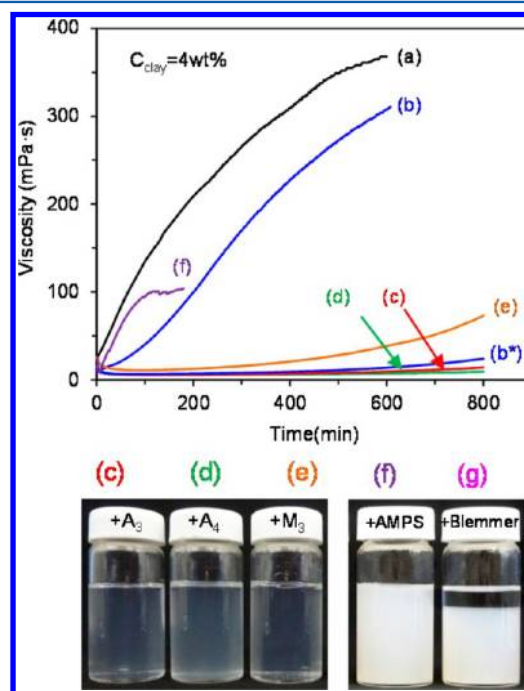 400
300
200
100
0
Viscosity (mPa·s)
C_clay=4wt%
(a)
(b)
(f)
(d)
(c)
(e)
(b*)
0 200 400 600 800
Time(min)
(c) (d) (e) (f) (g)
+A₃ +A₄ +M₃ +AMPS +Blemmer